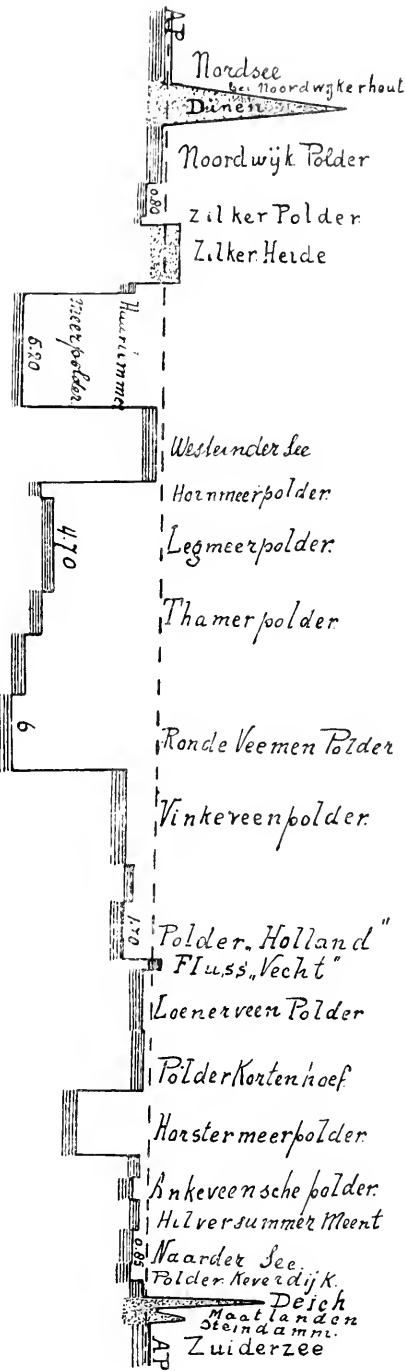 AP
Nordsee
bei Noordwijkerhout
Dünen
Noordwijk Polder
0.80
Zilker Polder
Zilker Heide
meerpolder
6.20
Westeinder See
Hornmeerpolder.
Legmeerpolder.
4.70
Thamerpolder.
6
Ronde Veemen Polder
Vinkeveenpolder.
1.70
Polder „Holland"
Fluss „Vecht"
Loenerveen Polder
Polder Kortenhoef.
Horstermeerpolder.
Ankeveensche polder.
Hilversummer Meent
0.85
Naarder See.
Polder Keverdijk.
Deich
Maatlanden
Steindamm.
AP
Zuiderzee